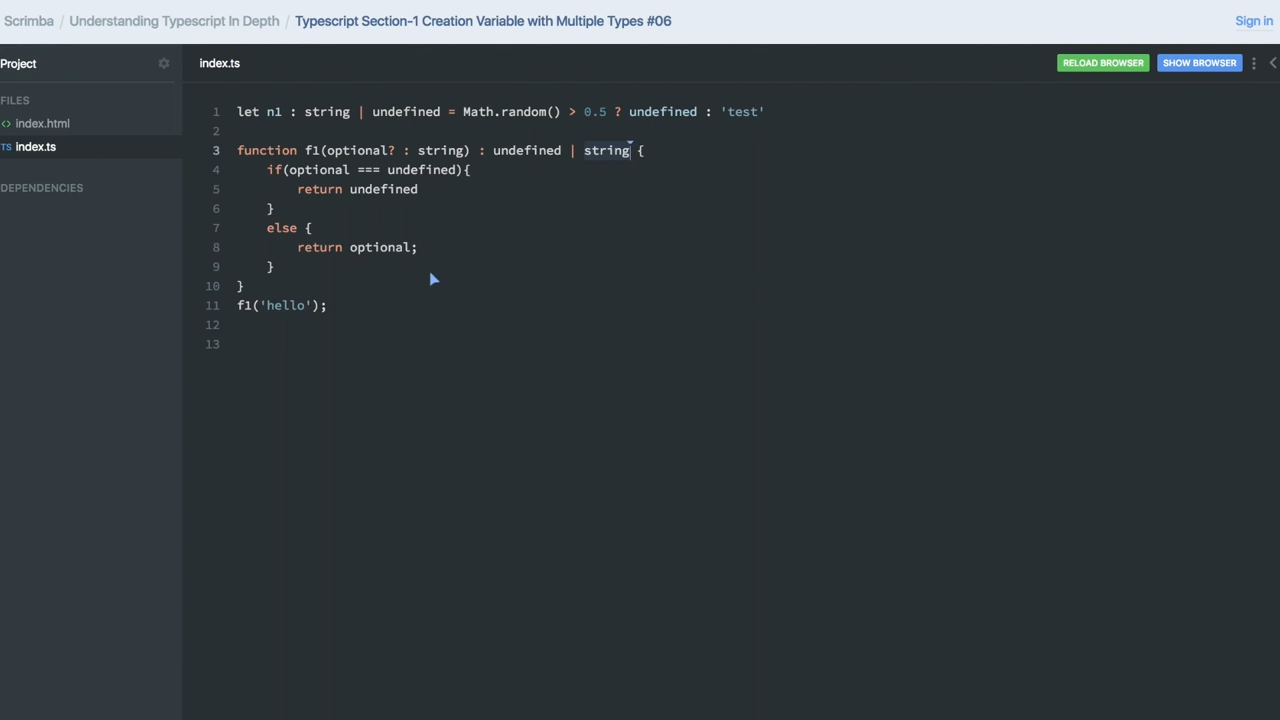 Scrimba / Understanding Typescript In Depth / Typescript Section-1 Creation Variable with Multiple Types #06
Sign in
Project
index.ts
RELOAD BROWSER
SHOW BROWSER
FILES
<> index.html
TS index.ts
DEPENDENCIES
1 let n1 : string | undefined = Math.random() > 0.5 ? undefined : 'test'
2
3 function f1(optional? : string) : undefined | string {
4 if(optional === undefined){
5 return undefined
6 }
7 else {
8 return optional;
9 }
10 }
11 f1('hello');
12
13